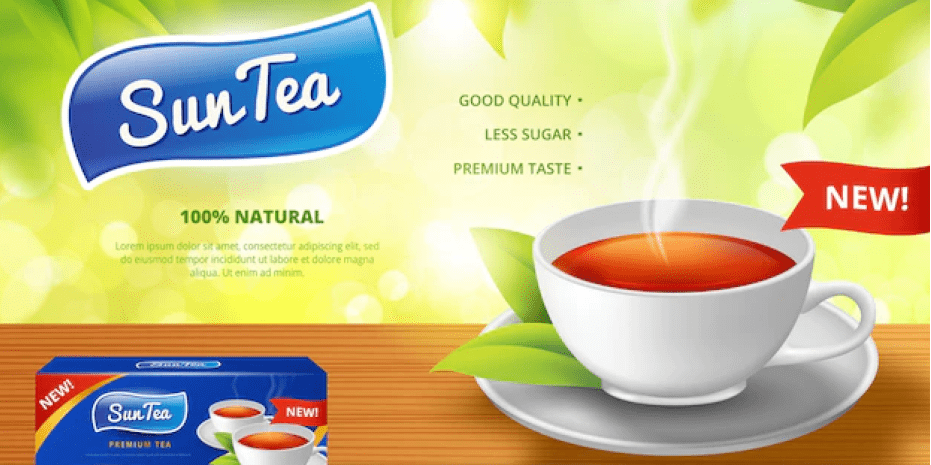 Sun Tea
GOOD QUALITY •
LESS SUGAR •
PREMIUM TASTE •
NEW!
100% NATURAL
Lorem ipsum dolor sit amet, consectetur adipiscing elit, sed
do eiusmod tempor incididunt ut labore et dolore magna
aliqua. Ut enim ad minim.
Sun Tea
NEW!
Sun Tea
NEW!
PREMIUM TEA